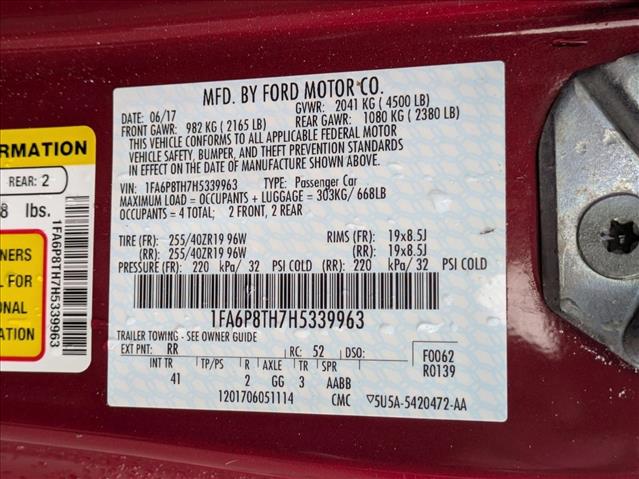 MFD. BY FORD MOTOR CO.
06/17 GVWR: 2041 KG ( 4500 LB)
FRONT GAWR: 982 KG ( 2165 LB) REAR GAWR: 1080 KG ( 2380 LB)
THIS VEHICLE CONFORMS TO ALL APPLICABLE FEDERAL MOTOR
VEHICLE SAFETY, BUMPER, AND THEFT PREVENTION STANDARDS
IN EFFECT ON THE DATE OF MANUFACTURE SHOWN ABOVE.
VIN: 1FA6P8TH7H5339963 TYPE: Passenger Car
MAXIMUM LOAD = OCCUPANTS + LUGGAGE = 303KG/ 668LB
OCCUPANTS = 4 TOTAL; 2 FRONT, 2 REAR
TIRE (FR): 255/40ZR19 96W RIMS (FR): 19x8.5J
(RR): 255/40ZR19 96W (RR): 19x8.5J
PRESSURE (FR): 220 kPa/ 32 PSI COLD (RR): 220 kPa/ 32 PSI COLD
1FA6P8TH7H5339963
TRAILER TOWING - SEE OWNER GUIDE
EXT PNT: RR RC: 52 DSO:
F0062
R0139
INT TR TP/PS R AXLE TR SPR
41 2 GG 3 AABB
1201706051114 CMC ▽5U5A-5420472-AA
ORMATION
REAR: 2
8 lbs.
1FA6P8TH7H5339963
NERS
FOR
ONAL
TION